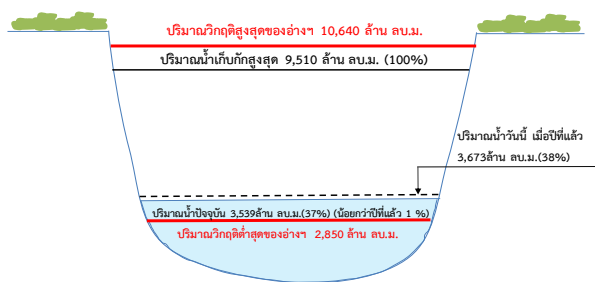 ปริมาณวิกฤติสูงสุดของอ่างฯ 10,640 ล้าน ลบ.ม.
ปริมาณน้ำเก็บกักสูงสุด 9,510 ล้าน ลบ.ม. (100%)
ปริมาณน้ำวันนี้ เมื่อปีที่แล้ว
3,673ล้าน ลบ.ม.(38%)
ปริมาณน้ำปัจจุบัน 3,539ล้าน ลบ.ม.(37%) (น้อยกว่าปีที่แล้ว 1 %)
ปริมาณวิกฤติต่ำสุดของอ่างฯ 2,850 ล้าน ลบ.ม.